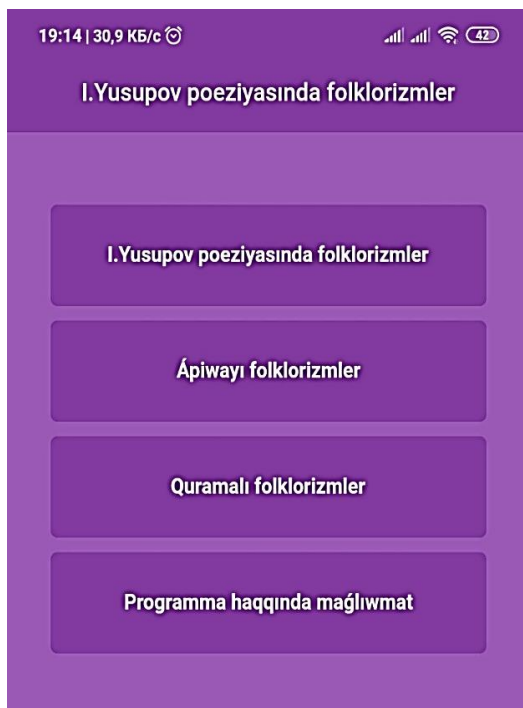 19:14 | 30,9 КБ/с
42
I.Yusupov poeziyasında folklorizmler
I.Yusupov poeziyasında folklorizmler
Ápiwayı folklorizmler
Quramalı folklorizmler
Programma haqqında maǵlıwmat